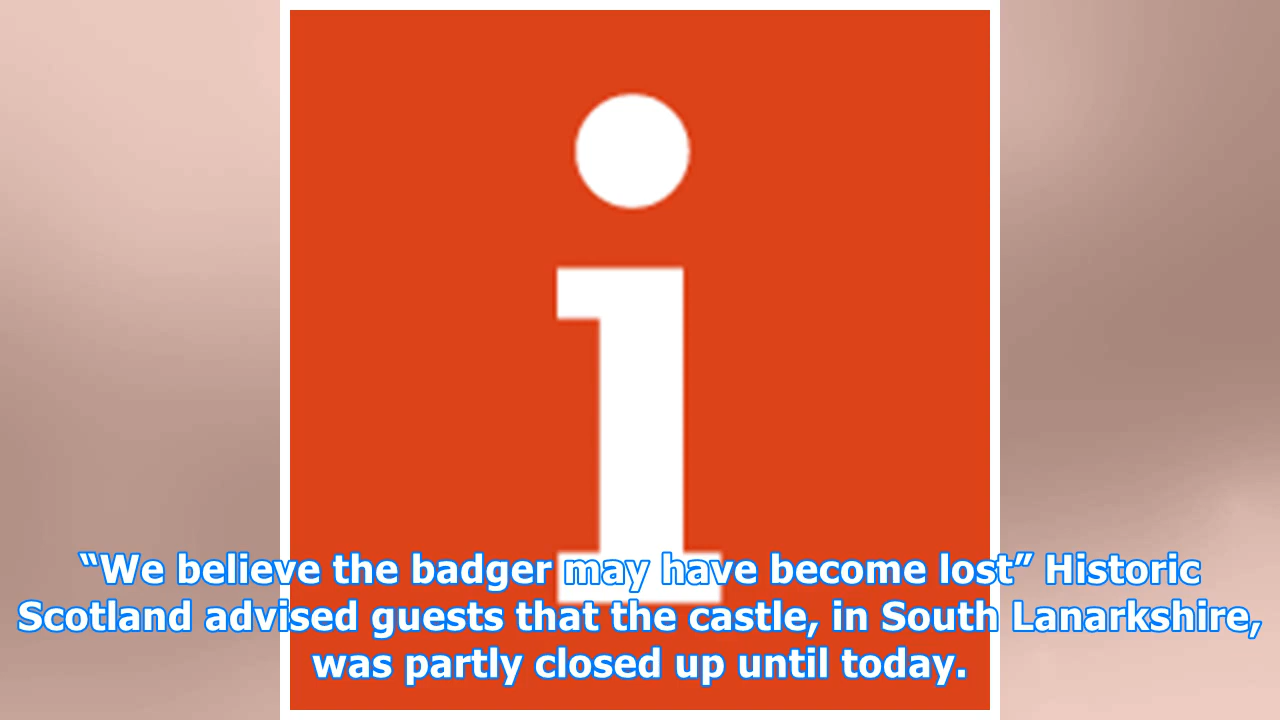 i
“We believe the badger may have become lost” Historic
Scotland advised guests that the castle, in South Lanarkshire,
was partly closed up until today.